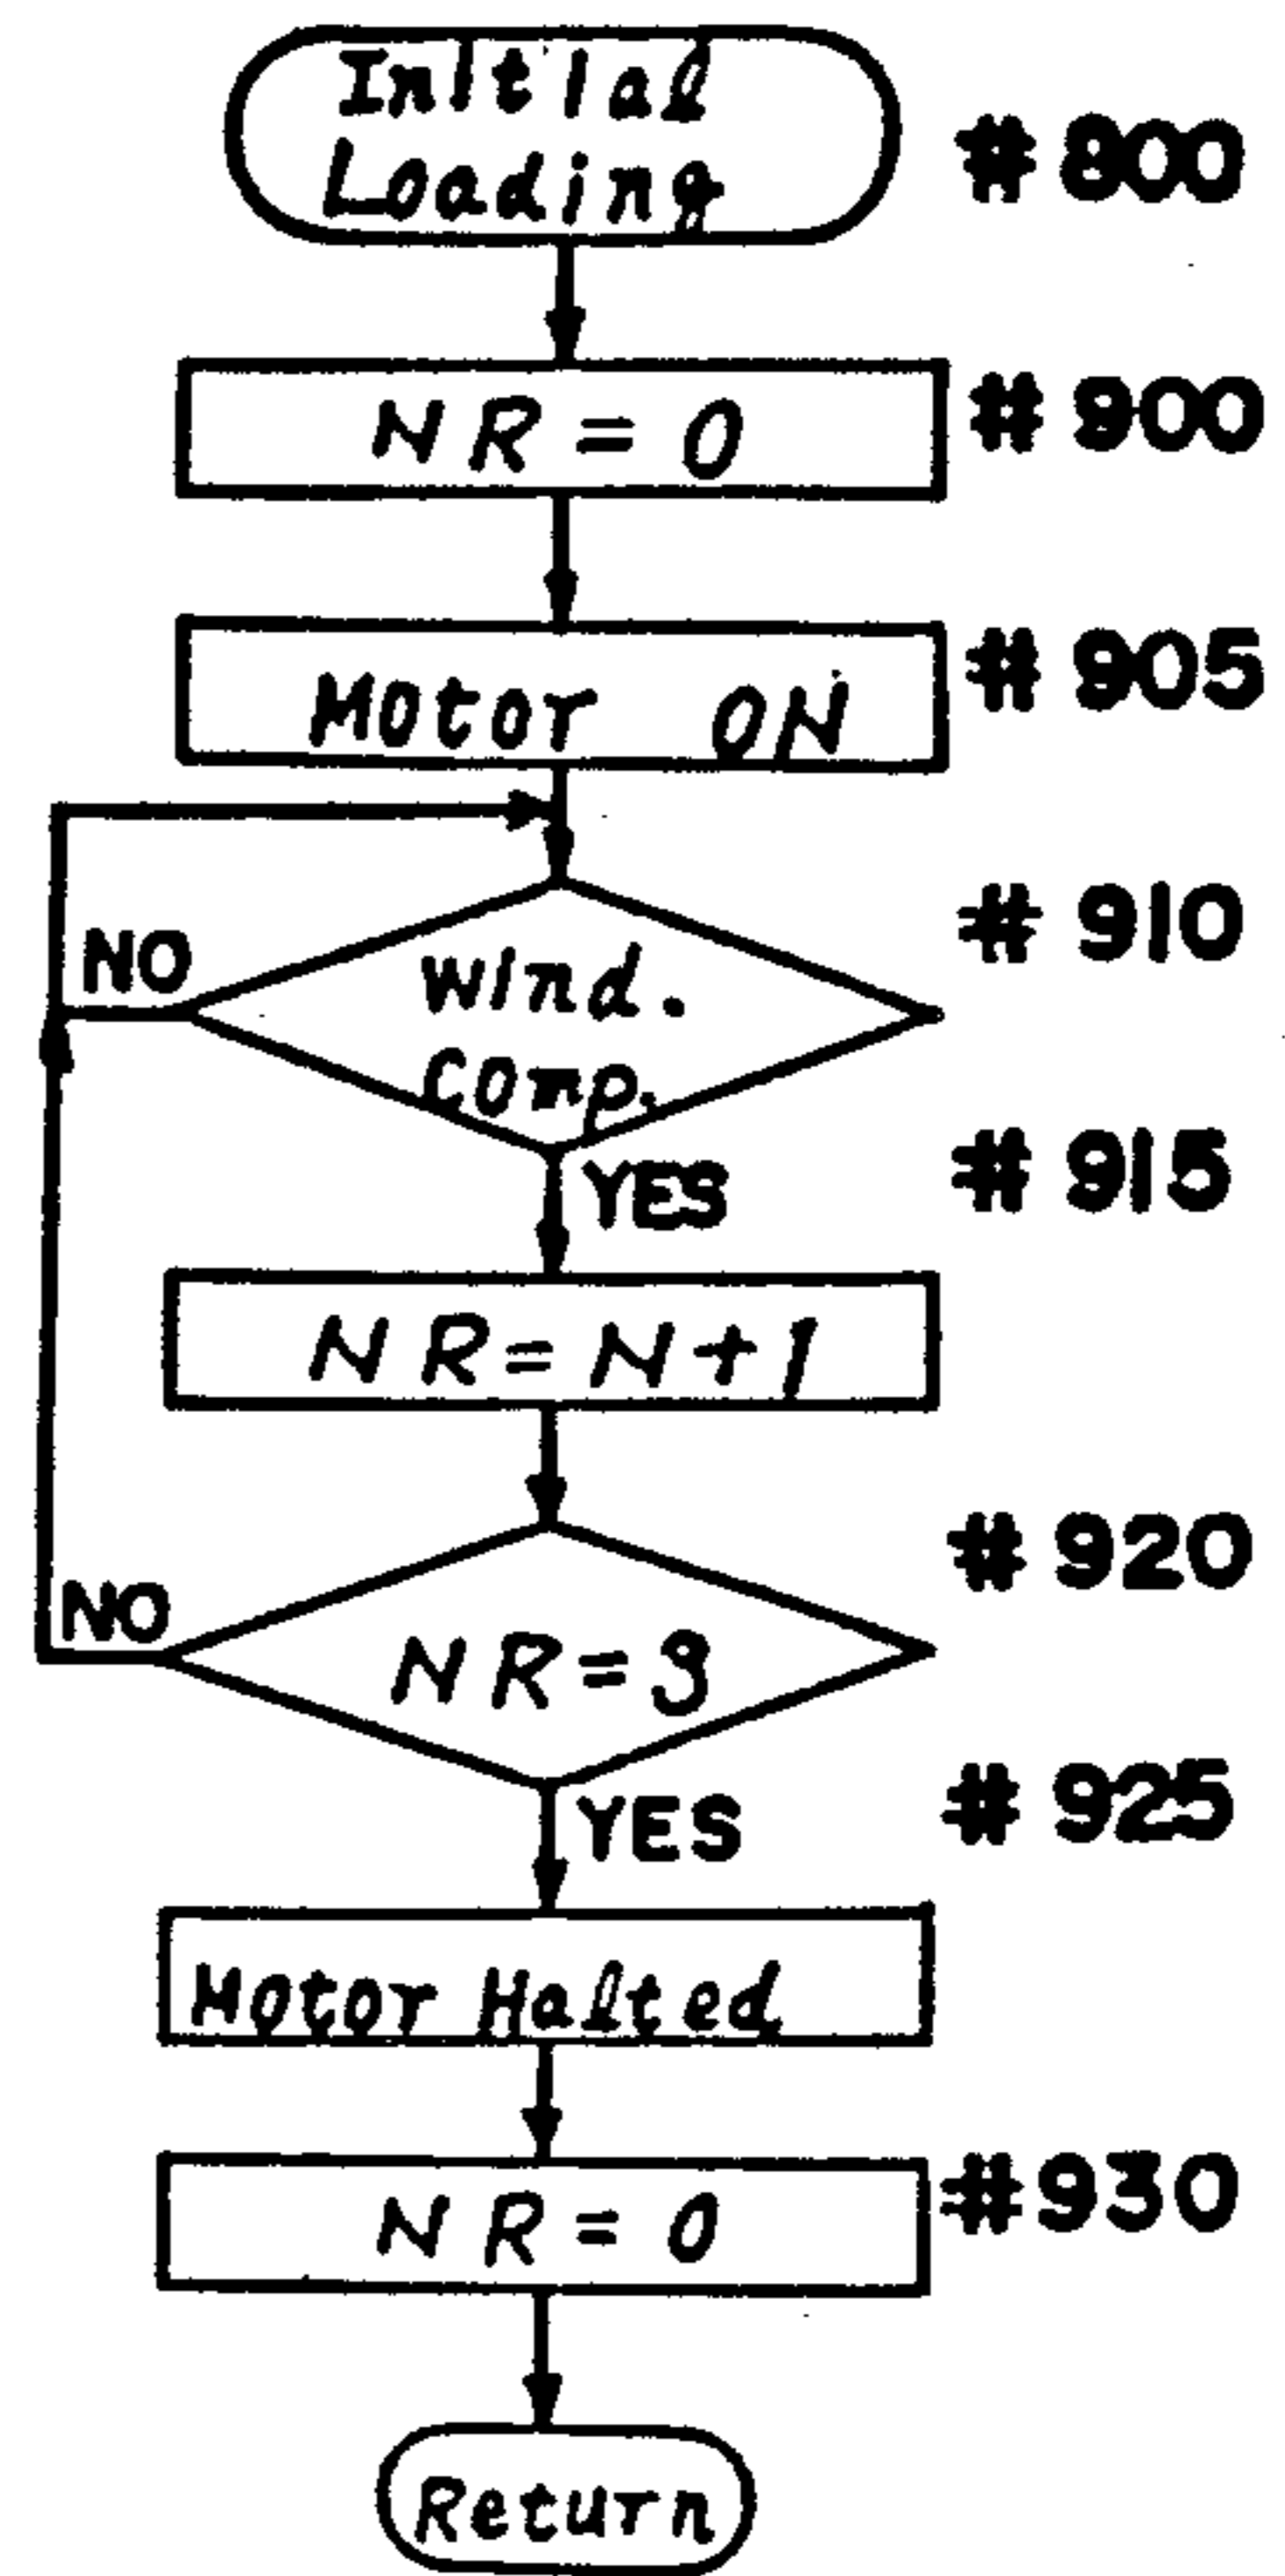 Initial
Loading
# 800
NR = 0
# 900
Motor ON
# 905
# 910
NO
Wind.
Comp.
YES
# 915
NR = N + 1
# 920
NO
NR = 3
YES
# 925
Motor Halted
NR = 0
# 930
Return